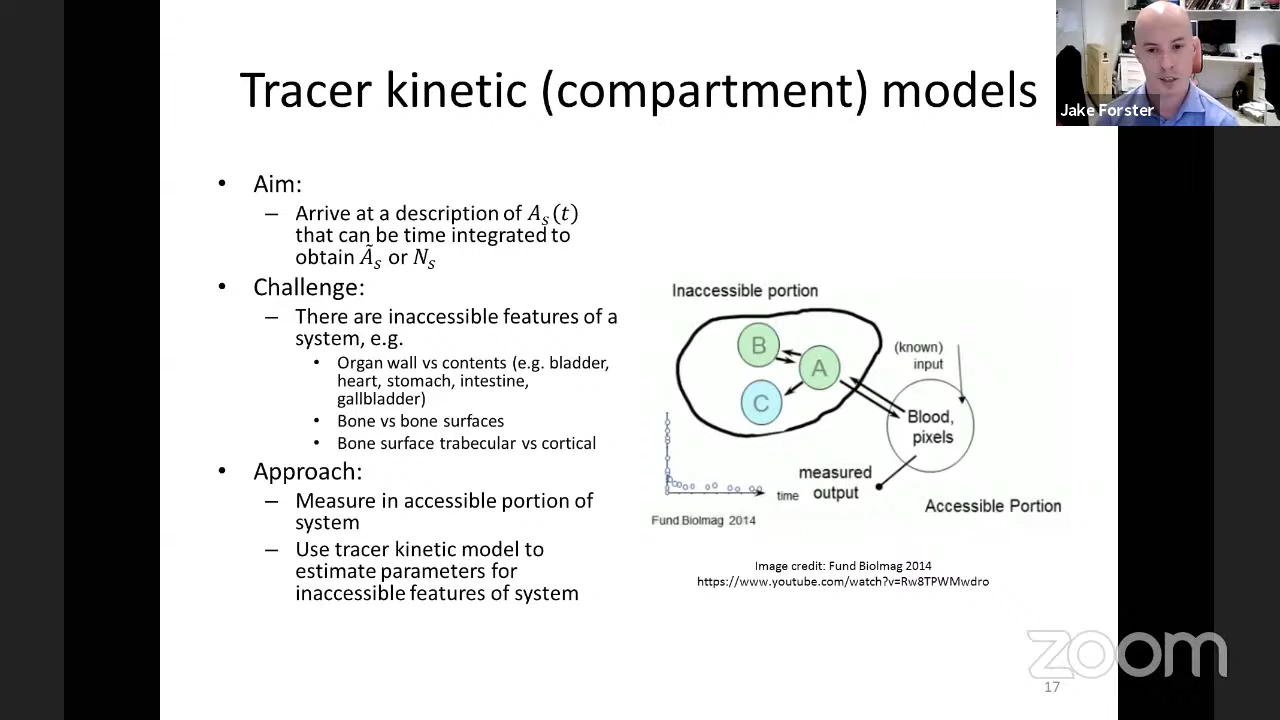 Tracer kinetic (compartment) models
Jake Forster
• Aim:
– Arrive at a description of Aₛ(t)
that can be time integrated to
obtain Ãₛ or Nₛ
• Challenge:
– There are inaccessible features of a
system, e.g.
• Organ wall vs contents (e.g. bladder,
heart, stomach, intestine,
gallbladder)
• Bone vs bone surfaces
• Bone surface trabecular vs cortical
• Approach:
– Measure in accessible portion of
system
– Use tracer kinetic model to
estimate parameters for
inaccessible features of system
Inaccessible portion
B
A
C
(known)
input
Blood,
pixels
measured
output
time
Accessible Portion
Fund BioImag 2014
Image credit: Fund BioImag 2014
https://www.youtube.com/watch?v=Rw8TPWMwdro
zoom
17